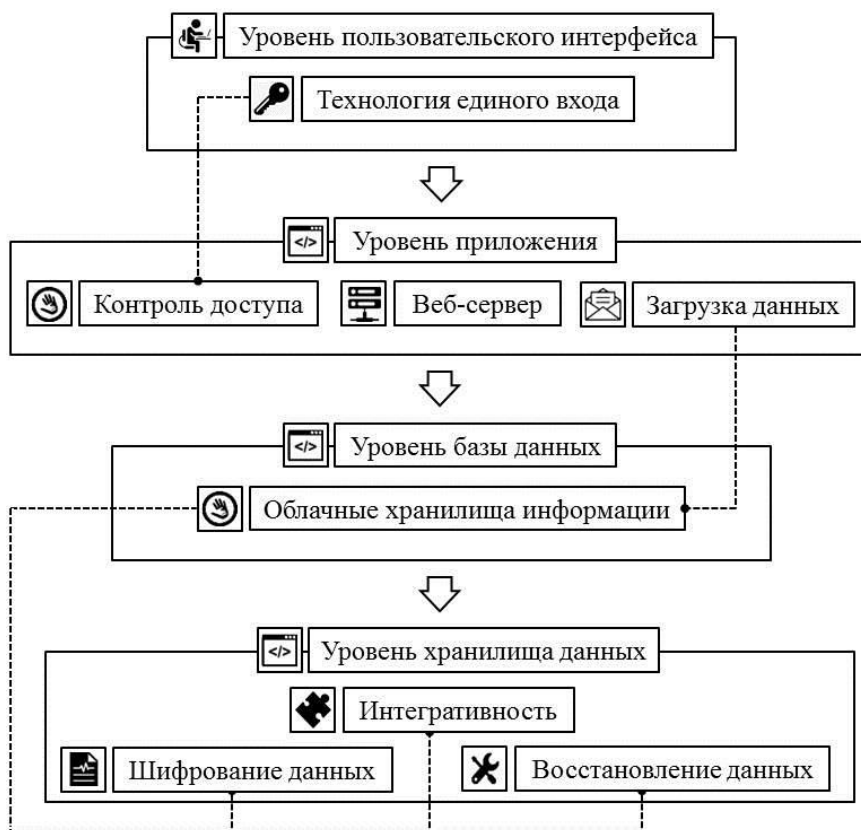 Уровень пользовательского интерфейса
Технология единого входа
</> Уровень приложения
Контроль доступа
Веб-сервер
Загрузка данных
</> Уровень базы данных
Облачные хранилища информации
</> Уровень хранилища данных
Интегративность
Шифрование данных
Восстановление данных